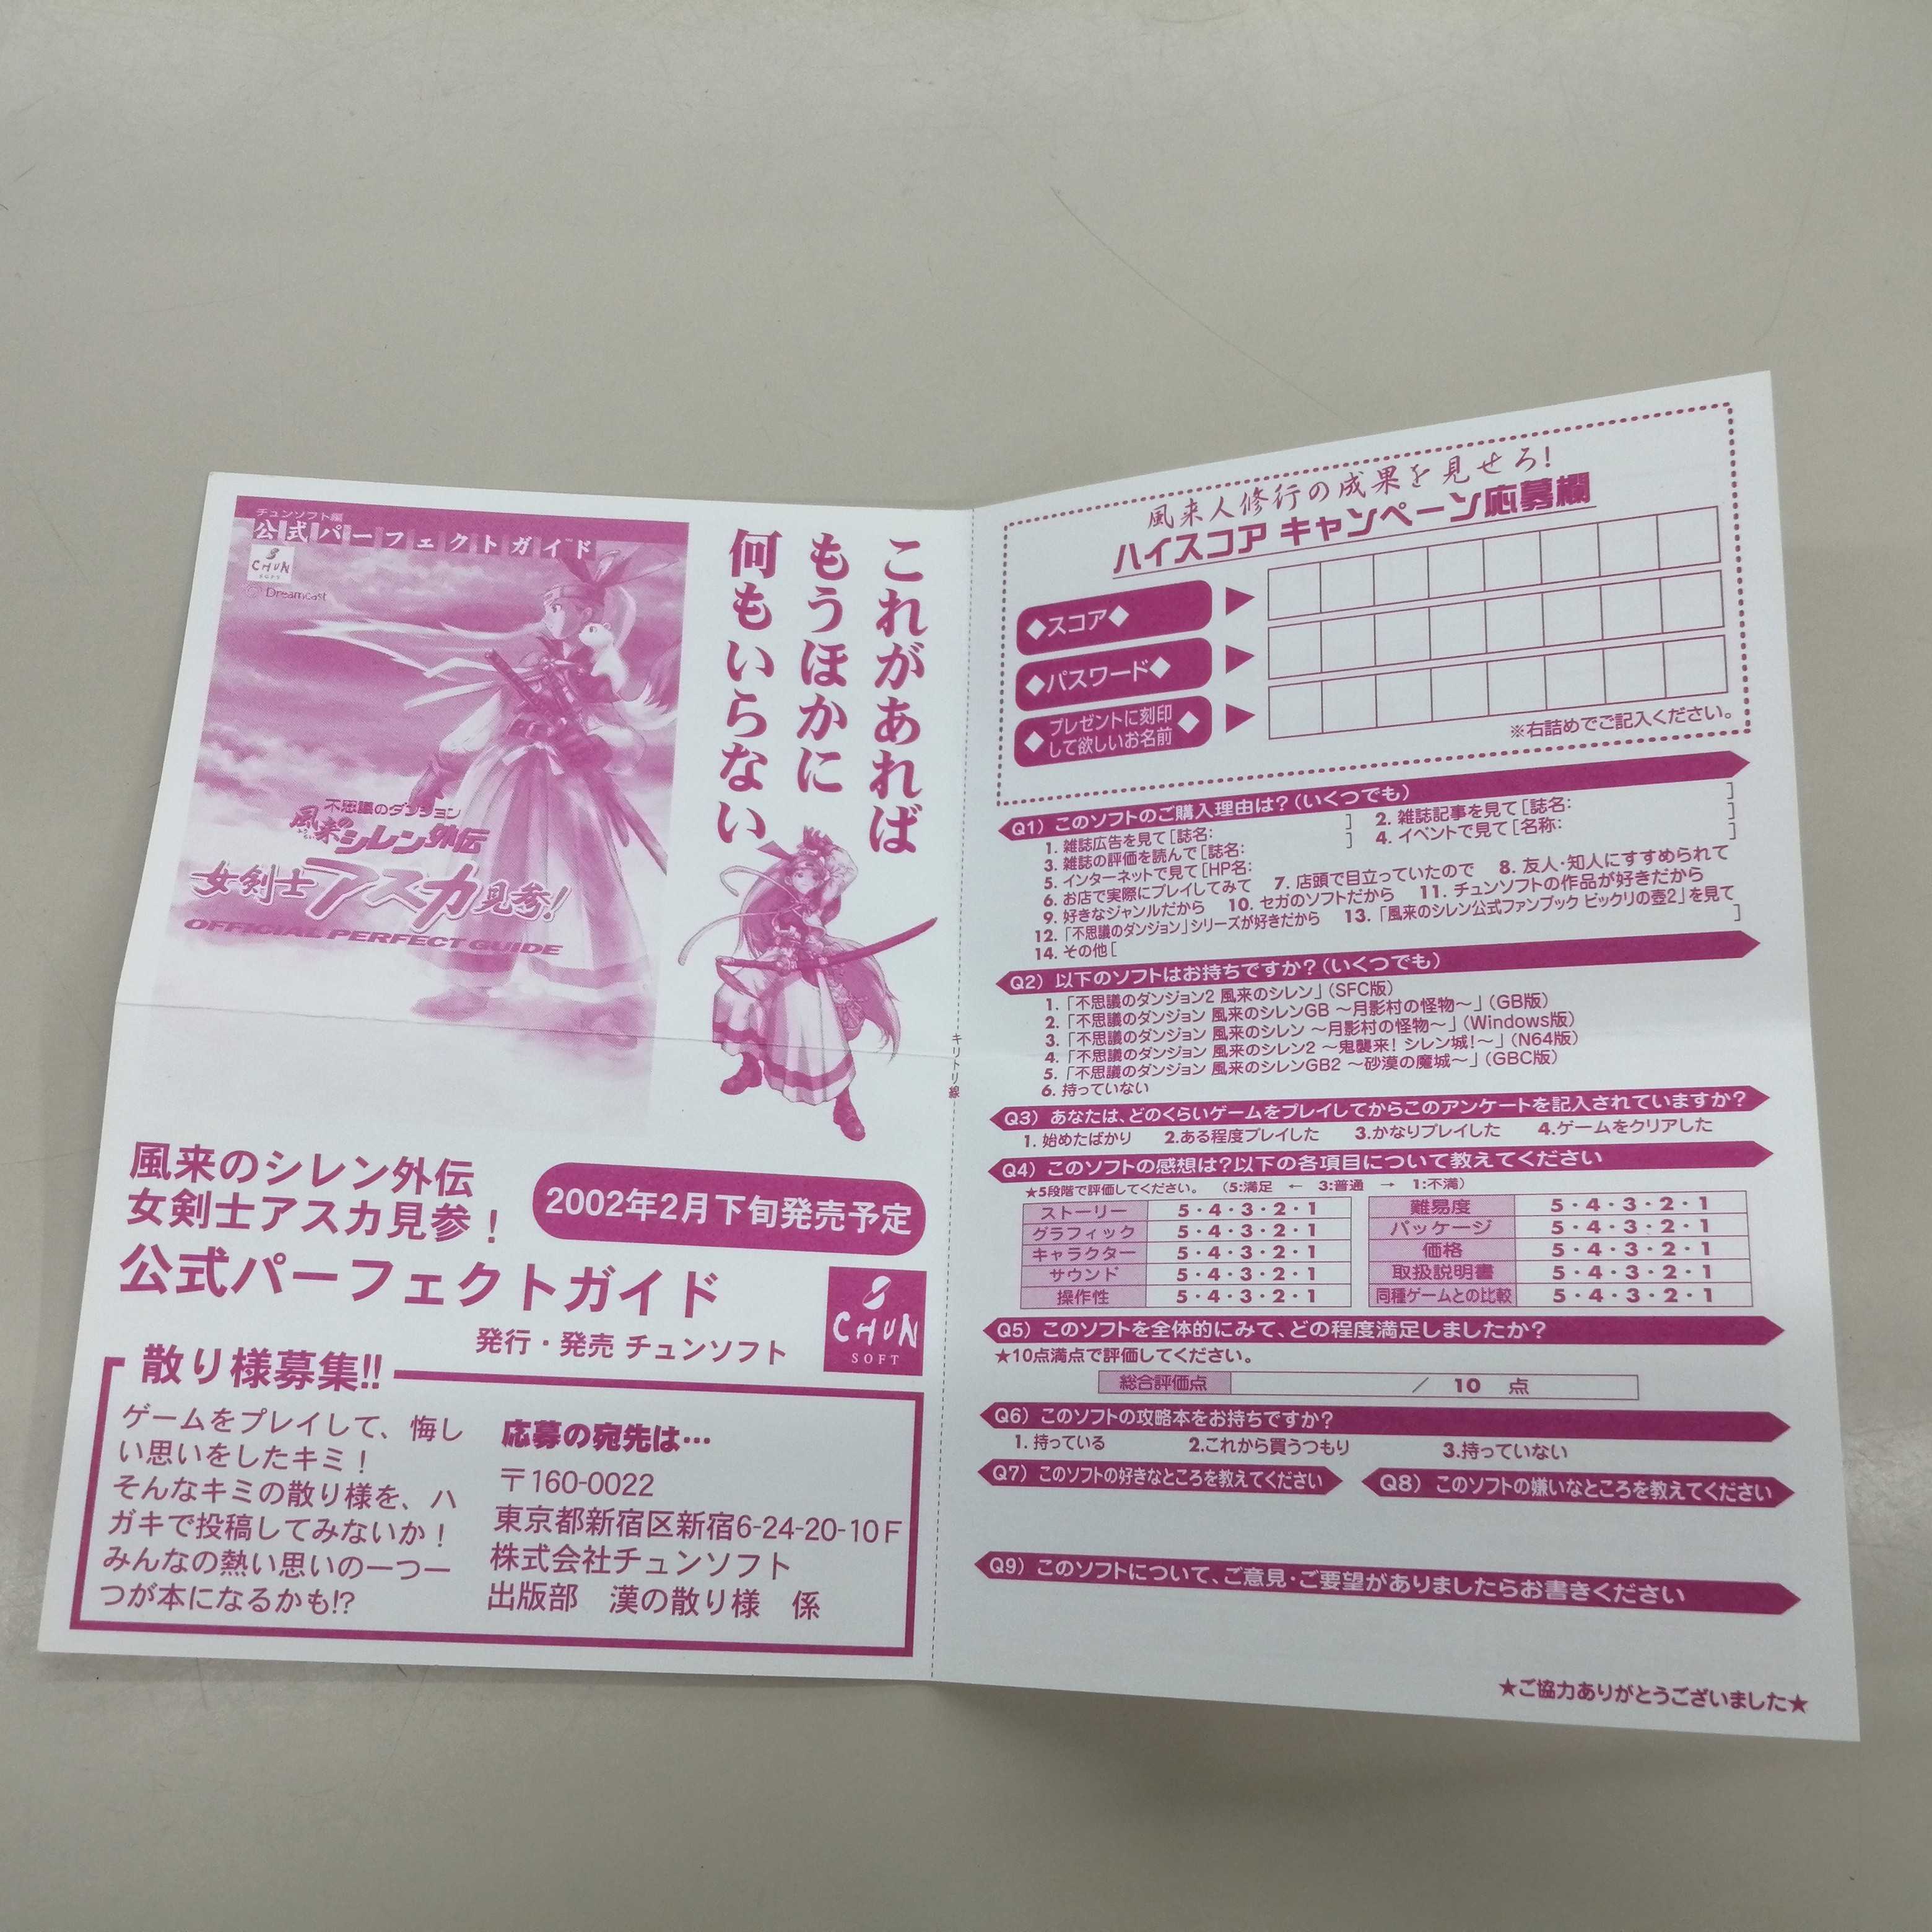 チュンソフト編
公式パーフェクトガイド
CHUN
SOFT
Dreamcast
不思議のダンジョン
風来のシレン外伝
ふうらい
女剣士アスカ見参!
OFFICIAL PERFECT GUIDE
これがあれば
もうほかに
何もいらない
風来のシレン外伝
女剣士アスカ見参!
2002年2月下旬発売予定
公式パーフェクトガイド
発行・発売 チュンソフト
CHUN
SOFT
散り様募集!!
ゲームをプレイして、悔し
い思いをしたキミ!
そんなキミの散り様を、ハ
ガキで投稿してみないか!
みんなの熱い思いの一つ一
つが本になるかも!?
応募の宛先は…
〒160-0022
東京都新宿区新宿6-24-20-10F
株式会社チュンソフト
出版部 漢の散り様 係
キリトリ線
風来人修行の成果を見せろ!
ハイスコア キャンペーン応募欄
◆スコア◆
◆パスワード◆
◆プレゼントに刻印して欲しいお名前◆
※右詰めでご記入ください。
Q1) このソフトのご購入理由は?(いくつでも)
1. 雑誌広告を見て[誌名: ] 2. 雑誌記事を見て[誌名: ]
3. 雑誌の評価を読んで[誌名: ] 4. イベントで見て[名称: ]
5. インターネットで見て[HP名:
6. お店で実際にプレイしてみて 7. 店頭で目立っていたので 8. 友人・知人にすすめられて
9. 好きなジャンルだから 10. セガのソフトだから 11. チュンソフトの作品が好きだから
12. 「不思議のダンジョン」シリーズが好きだから 13. 「風来のシレン公式ファンブック ビックリの壺2」を見て
14. その他[ ]
Q2) 以下のソフトはお持ちですか?(いくつでも)
1. 「不思議のダンジョン2 風来のシレン」(SFC版)
2. 「不思議のダンジョン 風来のシレンGB ～月影村の怪物～」(GB版)
3. 「不思議のダンジョン 風来のシレン ～月影村の怪物～」(Windows版)
4. 「不思議のダンジョン 風来のシレン2 ～鬼襲来! シレン城!～」(N64版)
5. 「不思議のダンジョン 風来のシレンGB2 ～砂漠の魔城～」(GBC版)
6. 持っていない
Q3) あなたは、どのくらいゲームをプレイしてからこのアンケートを記入されていますか?
1. 始めたばかり 2.ある程度プレイした 3.かなりプレイした 4.ゲームをクリアした
Q4) このソフトの感想は?以下の各項目について教えてください
★5段階で評価してください。 (5:満足 ← 3:普通 → 1:不満)
ストーリー 5・4・3・2・1 難易度 5・4・3・2・1
グラフィック 5・4・3・2・1 パッケージ 5・4・3・2・1
キャラクター 5・4・3・2・1 価格 5・4・3・2・1
サウンド 5・4・3・2・1 取扱説明書 5・4・3・2・1
操作性 5・4・3・2・1 同種ゲームとの比較 5・4・3・2・1
Q5) このソフトを全体的にみて、どの程度満足しましたか?
★10点満点で評価してください。
総合評価点 / 10 点
Q6) このソフトの攻略本をお持ちですか?
1. 持っている 2.これから買うつもり 3.持っていない
Q7) このソフトの好きなところを教えてください Q8) このソフトの嫌いなところを教えてください
Q9) このソフトについて、ご意見・ご要望がありましたらお書きください
★ご協力ありがとうございました★